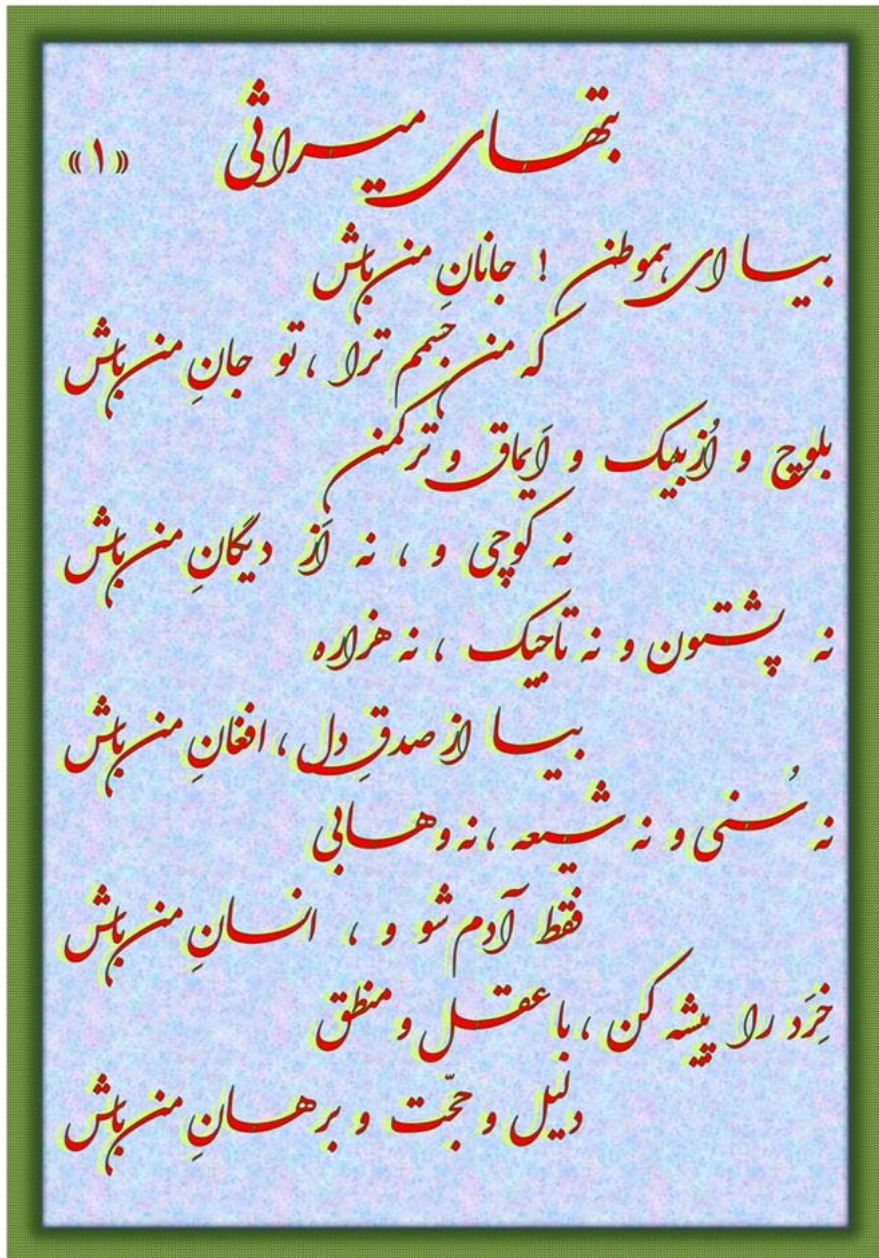 بتهای میراثی «۱»
بیا ای هموطن ! جانانِ من باش
که من جسمم ترا ، تو جانِ من باش
بلوچ و اُزبیک و اَیماق و ترکمن
نه کوچی و ، نه اَز دیگانِ من باش
نه پشتون و نه تاجیک ، نه هزاره
بیا از صدقِ دل ، افغانِ من باش
نه سُنی و نه شیعه ، نه وهابی
فقط آدم شو و ، انسانِ من باش
خِرَد را پیشه کن ، با عقل و منطق
دلیل و حجّت و برهانِ من باش